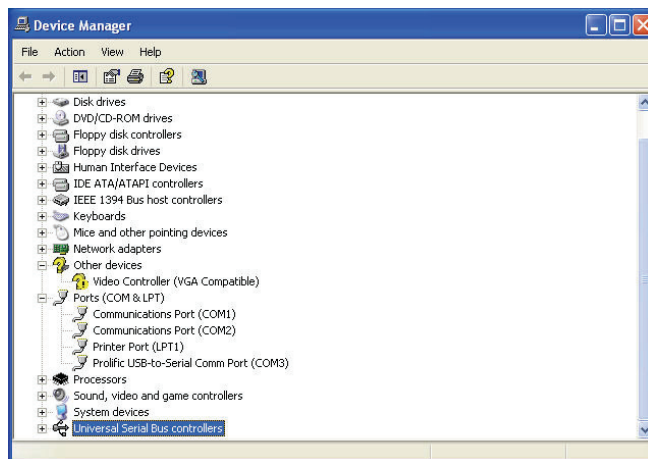 Device Manager
File Action View Help
Disk drives
DVD/CD-ROM drives
Floppy disk controllers
Floppy disk drives
Human Interface Devices
IDE ATA/ATAPI controllers
IEEE 1394 Bus host controllers
Keyboards
Mice and other pointing devices
Network adapters
Other devices
Video Controller (VGA Compatible)
Ports (COM & LPT)
Communications Port (COM1)
Communications Port (COM2)
Printer Port (LPT1)
Prolific USB-to-Serial Comm Port (COM3)
Processors
Sound, video and game controllers
System devices
Universal Serial Bus controllers